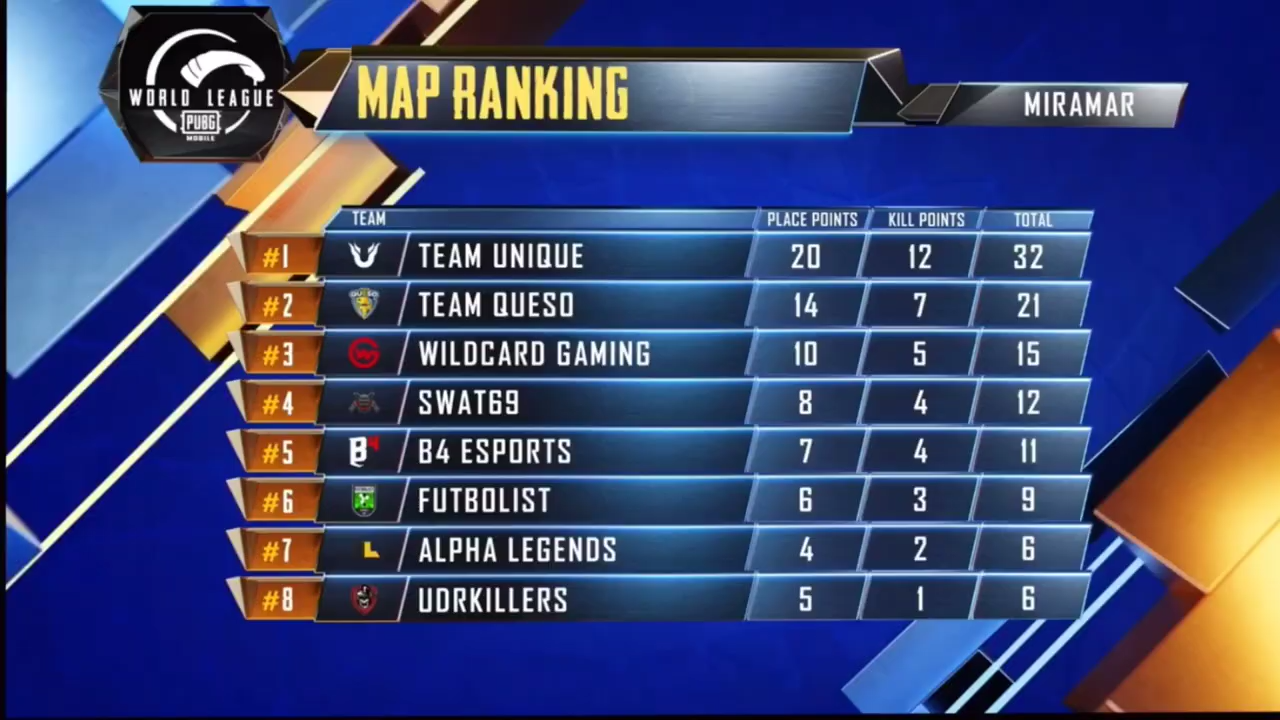 WORLD LEAGUE
PUBG
MOBILE
MAP RANKING
MIRAMAR
TEAM PLACE POINTS KILL POINTS TOTAL
#1 TEAM UNIQUE 20 12 32
#2 QUESO TEAM QUESO 14 7 21
#3 WILDCARD GAMING 10 5 15
#4 SWAT69 8 4 12
#5 B4 B4 ESPORTS 7 4 11
#6 FUTBOLIST 6 3 9
#7 L ALPHA LEGENDS 4 2 6
#8 UDRKILLERS 5 1 6